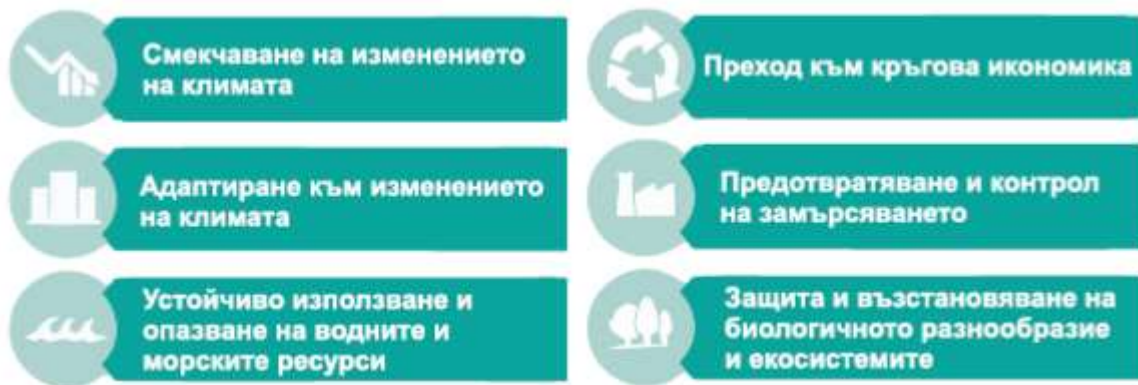 Смекчаване на изменението
на климата
Преход към кръгова икономика
Адаптиране към изменението
на климата
Предотвратяване и контрол
на замърсяването
Устойчиво използване и
опазване на водните и
морските ресурси
Защита и възстановяване на
биологичното разнообразие
и екосистемите